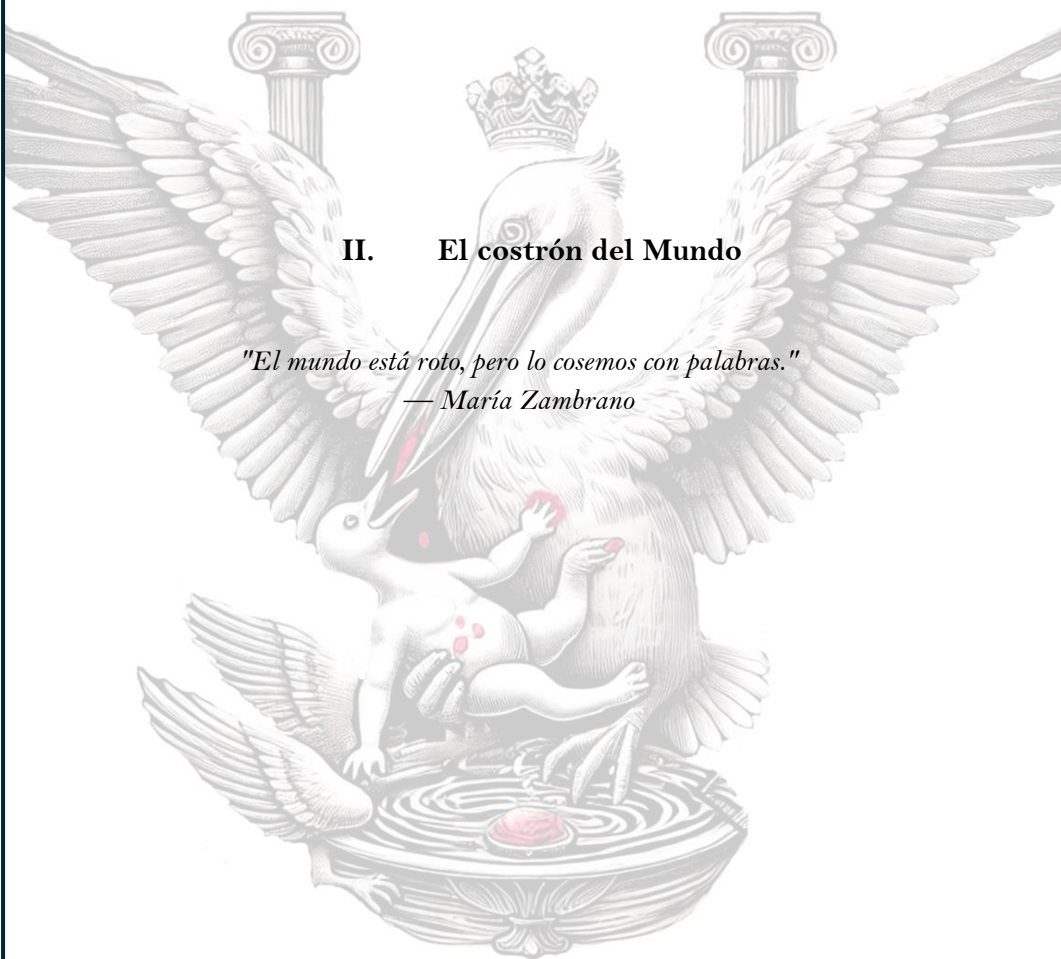 II. El costrón del Mundo
"El mundo está roto, pero lo cosemos con palabras."
— María Zambrano